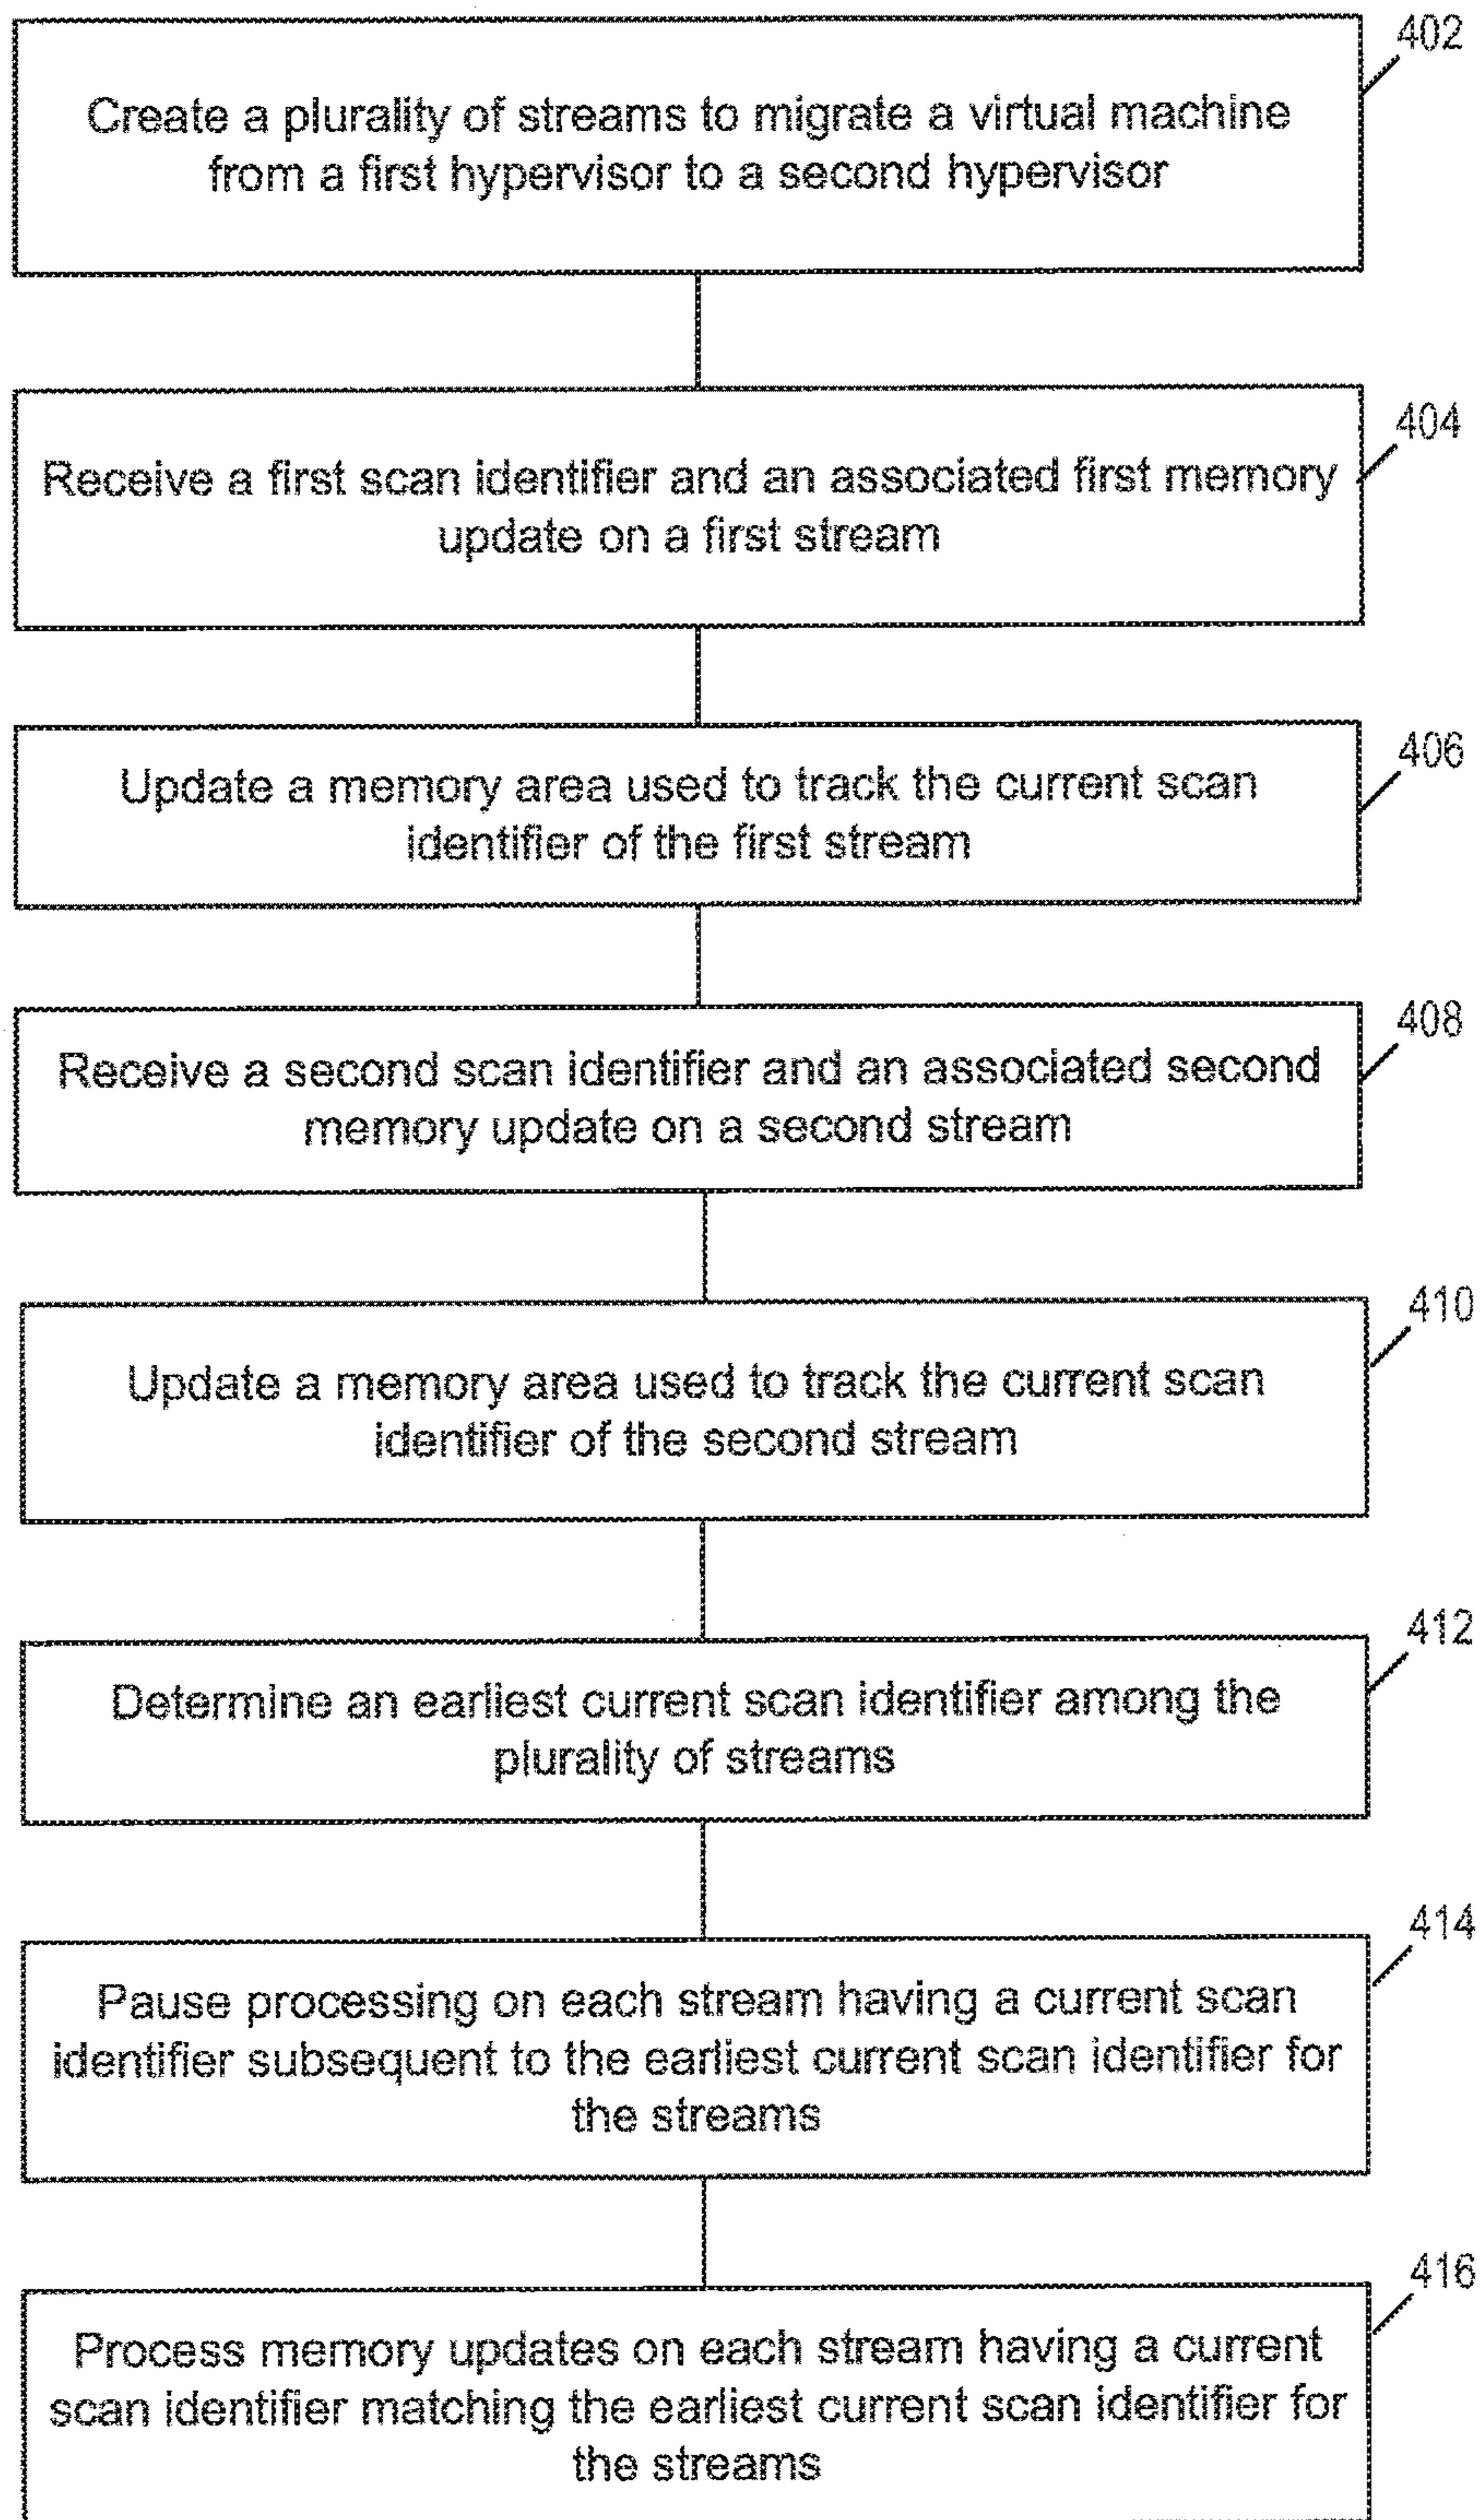 402
Create a plurality of streams to migrate a virtual machine
from a first hypervisor to a second hypervisor
404
Receive a first scan identifier and an associated first memory
update on a first stream
406
Update a memory area used to track the current scan
identifier of the first stream
408
Receive a second scan identifier and an associated second
memory update on a second stream
410
Update a memory area used to track the current scan
identifier of the second stream
412
Determine an earliest current scan identifier among the
plurality of streams
414
Pause processing on each stream having a current scan
identifier subsequent to the earliest current scan identifier for
the streams
416
Process memory updates on each stream having a current
scan identifier matching the earliest current scan identifier for
the streams